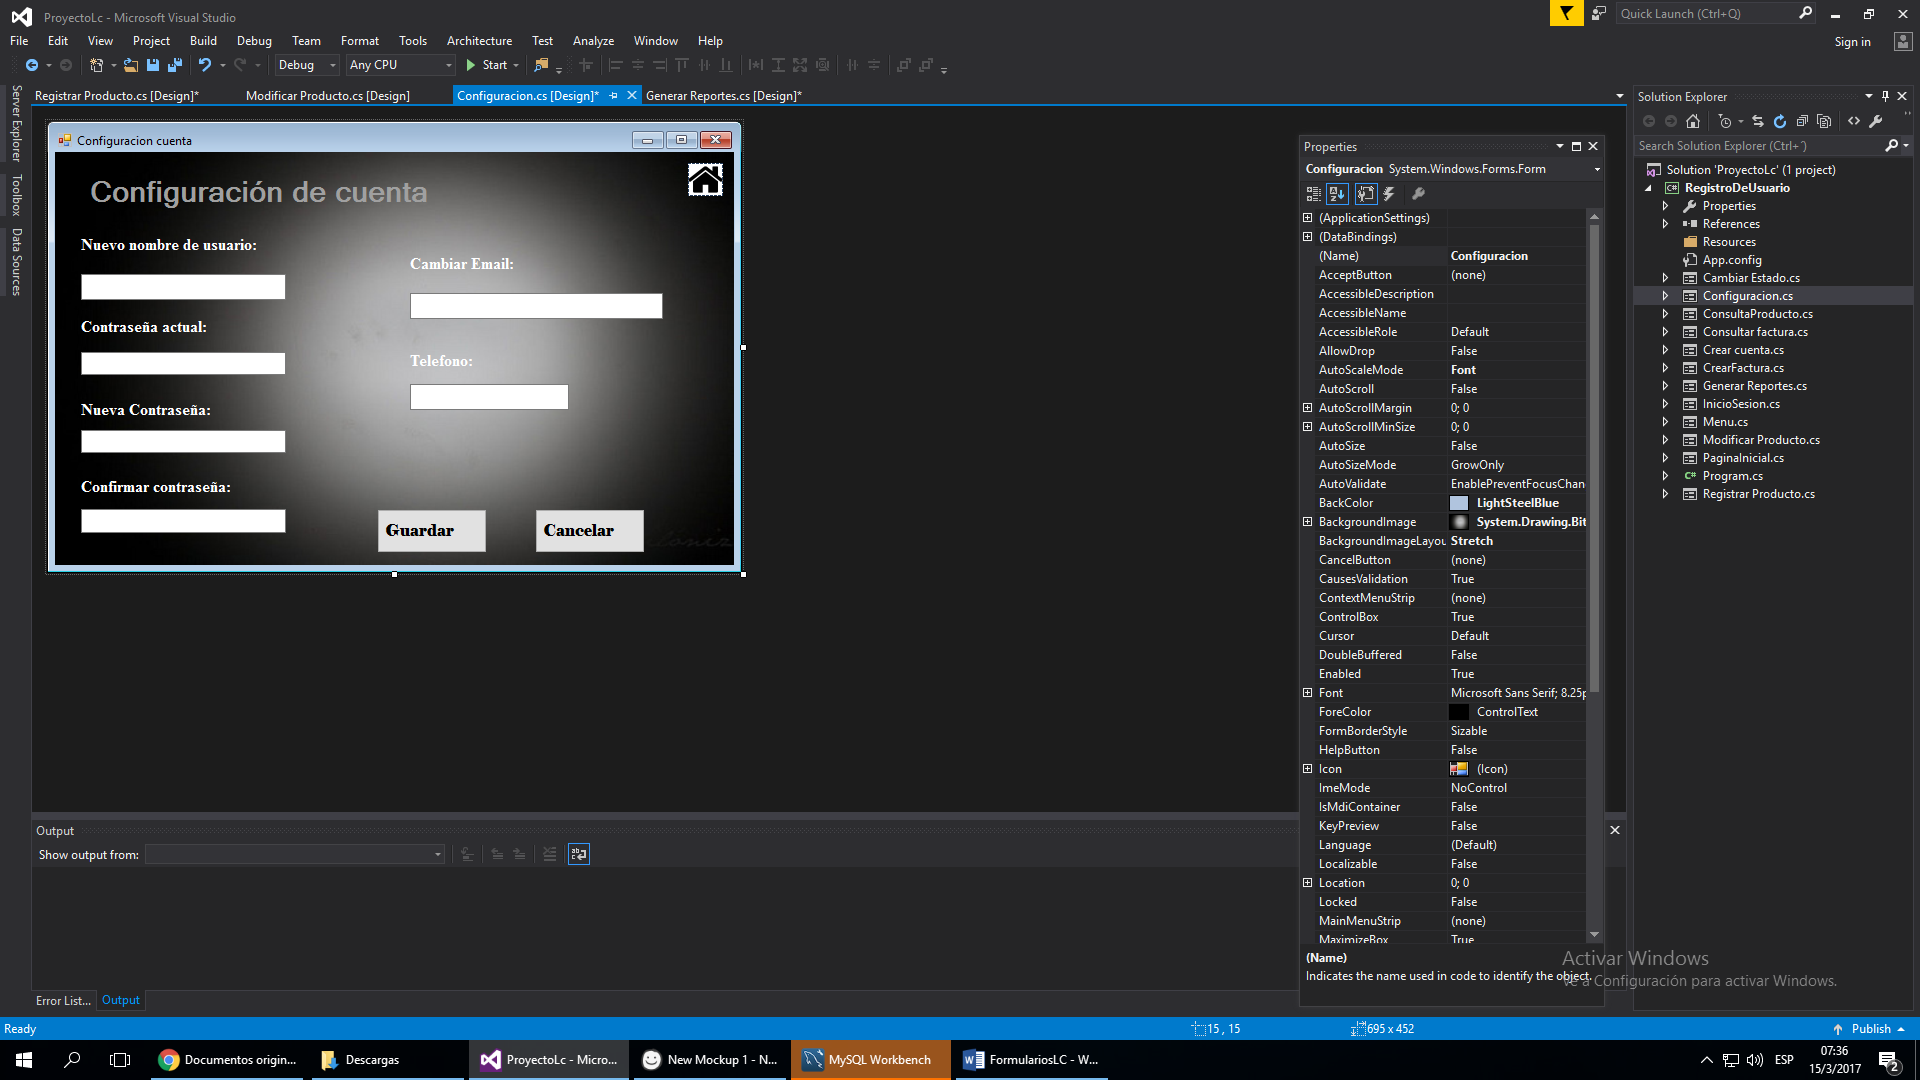 ProyectoLc - Microsoft Visual Studio
Quick Launch (Ctrl+Q)
File Edit View Project Build Debug Team Format Tools Architecture Test Analyze Window Help
Sign in
Debug Any CPU Start
Server Explorer
Toolbox
Data Sources
Registrar Producto.cs [Design]* Modificar Producto.cs [Design] Configuracion.cs [Design]* Generar Reportes.cs [Design]*
Configuracion cuenta
Configuración de cuenta
Nuevo nombre de usuario:
Cambiar Email:
Contraseña actual:
Telefono:
Nueva Contraseña:
Confirmar contraseña:
Guardar Cancelar
Output
Show output from:
Error List... Output
Properties
Configuracion System.Windows.Forms.Form
(ApplicationSettings)
(DataBindings)
(Name) Configuracion
AcceptButton (none)
AccessibleDescription
AccessibleName
AccessibleRole Default
AllowDrop False
AutoScaleMode Font
AutoScroll False
AutoScrollMargin 0; 0
AutoScrollMinSize 0; 0
AutoSize False
AutoSizeMode GrowOnly
AutoValidate EnablePreventFocusChan
BackColor LightSteelBlue
BackgroundImage System.Drawing.Bit
BackgroundImageLayou Stretch
CancelButton (none)
CausesValidation True
ContextMenuStrip (none)
ControlBox True
Cursor Default
DoubleBuffered False
Enabled True
Font Microsoft Sans Serif; 8.25p
ForeColor ControlText
FormBorderStyle Sizable
HelpButton False
Icon (Icon)
ImeMode NoControl
IsMdiContainer False
KeyPreview False
Language (Default)
Localizable False
Location 0; 0
Locked False
MainMenuStrip (none)
MaximizeBox True
(Name)
Indicates the name used in code to identify the object.
Solution Explorer
Search Solution Explorer (Ctrl+´)
Solution 'ProyectoLc' (1 project)
RegistroDeUsuario
Properties
References
Resources
App.config
Cambiar Estado.cs
Configuracion.cs
ConsultaProducto.cs
Consultar factura.cs
Crear cuenta.cs
CrearFactura.cs
Generar Reportes.cs
InicioSesion.cs
Menu.cs
Modificar Producto.cs
PaginaInicial.cs
Program.cs
Registrar Producto.cs
Activar Windows
Ve a Configuración para activar Windows.
Ready 15 , 15 695 x 452 Publish
Documentos origin... Descargas ProyectoLc - Micro... New Mockup 1 - N... MySQL Workbench FormulariosLC - W... ESP 07:36
15/3/2017 2